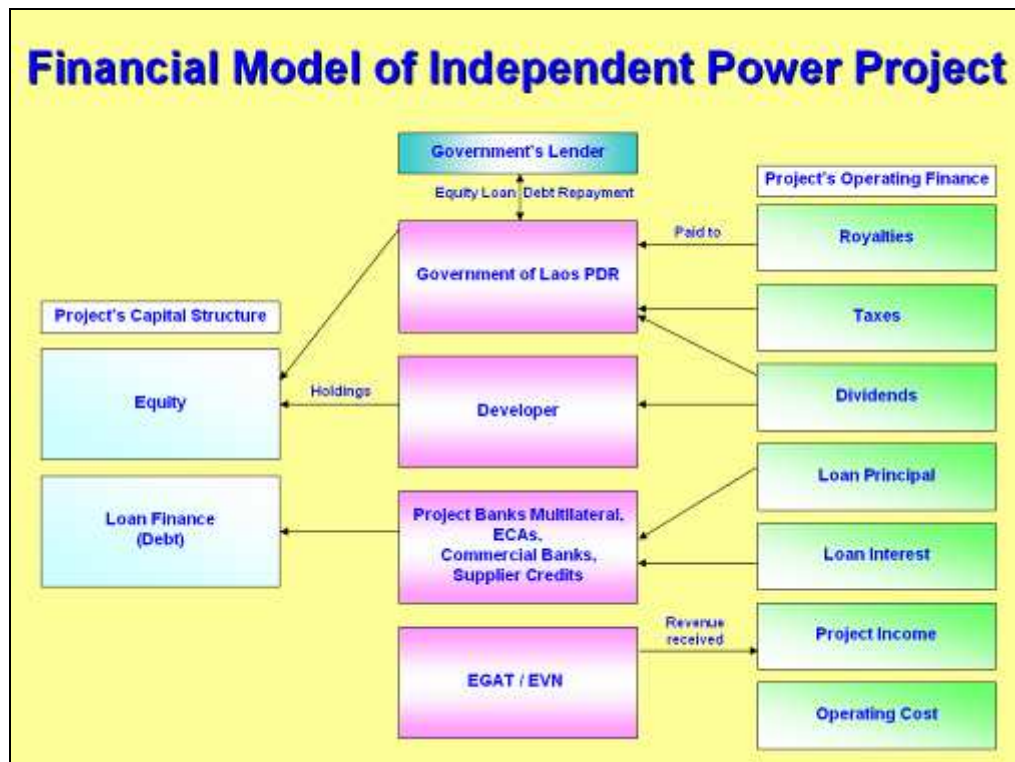 Financial Model of Independent Power Project
Government's Lender
Equity Loan Debt Repayment
Project's Operating Finance
Paid to
Royalties
Government of Laos PDR
Project's Capital Structure
Taxes
Equity
Holdings
Developer
Dividends
Loan Finance
(Debt)
Project Banks Multilateral,
ECAs,
Commercial Banks,
Supplier Credits
Loan Principal
Loan Interest
Revenue
received
Project Income
EGAT / EVN
Operating Cost